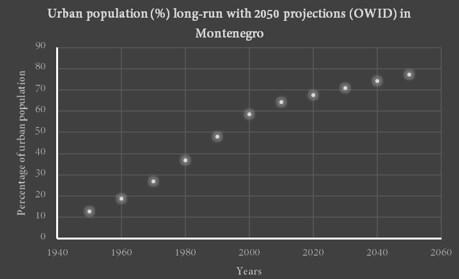 Urban population (%) long-run with 2050 projections (OWID) in
Montenegro
Percentage of urban population
90
80
70
60
50
40
30
20
10
0
1940 1960 1980 2000 2020 2040 2060
Years